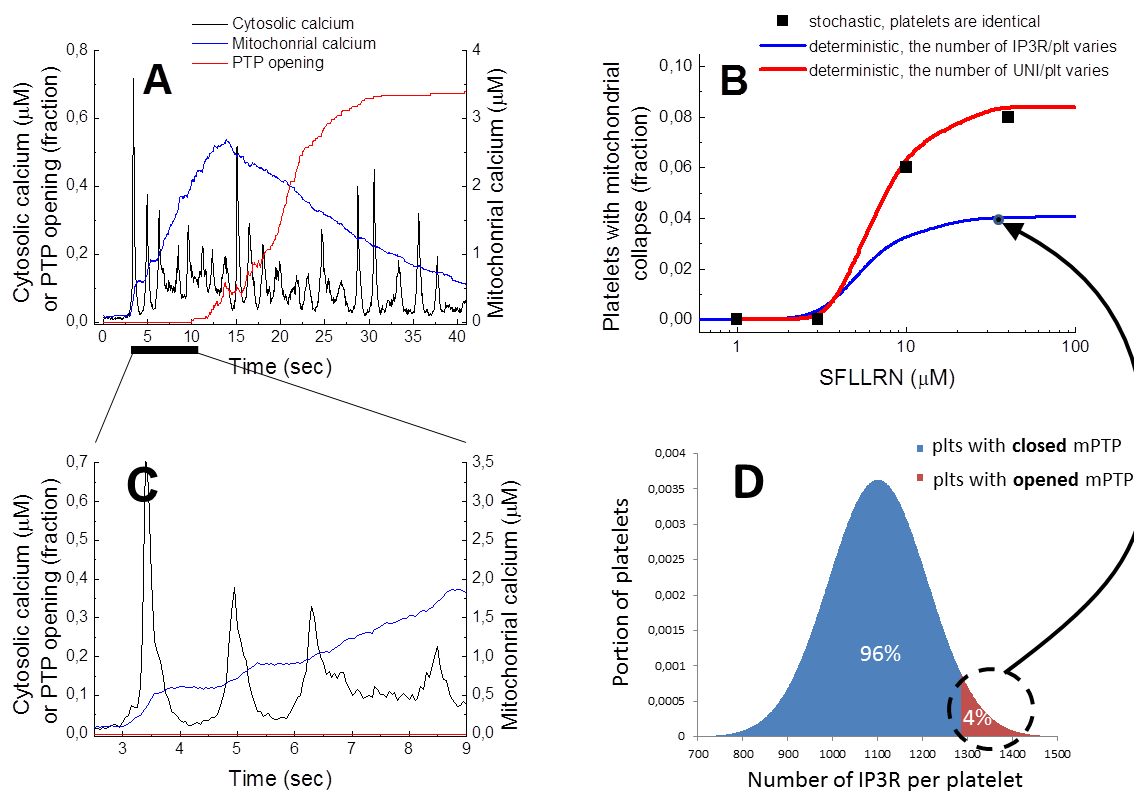 Cytosolic calcium
Mitochonrial calcium
PTP opening
A
0,8
0,6
0,4
0,2
0,0
4
3
2
1
0
0 5 10 15 20 25 30 35 40
Cytosolic calcium (μM)
or PTP opening (fraction)
Mitochonrial calcium (μM)
Time (sec)
stochastic, platelets are identical
deterministic, the number of IP3R/plt varies
deterministic, the number of UNI/plt varies
B
0,10
0,08
0,06
0,04
0,02
0,00
1 10 100
Platelets with mitochondrial
collapse (fraction)
SFLLRN (μM)
C
0,7
0,6
0,5
0,4
0,3
0,2
0,1
0,0
3,5
3,0
2,5
2,0
1,5
1,0
0,5
0,0
3 4 5 6 7 8 9
Cytosolic calcium (μM)
or PTP opening (fraction)
Mitochonrial calcium (μM)
Time (sec)
plts with closed mPTP
plts with opened mPTP
D
0,004
0,0035
0,003
0,0025
0,002
0,0015
0,001
0,0005
0
96%
4%
700 800 900 1000 1100 1200 1300 1400 1500
Portion of platelets
Number of IP3R per platelet